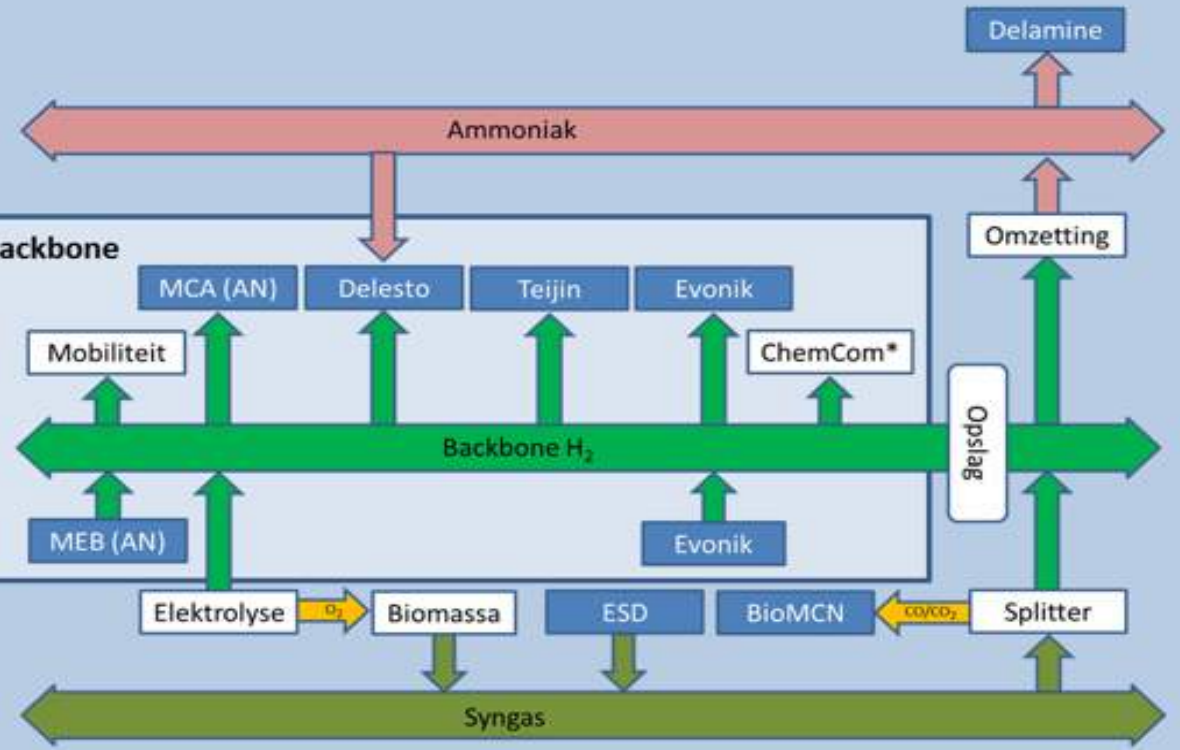 Delamine
Ammoniak
Omzetting
ackbone
MCA (AN)
Delesto
Teijin
Evonik
Mobiliteit
ChemCom*
Opslag
Backbone H₂
MEB (AN)
Evonik
Elektrolyse
O₂
Biomassa
ESD
BioMCN
CO/CO₂
Splitter
Syngas